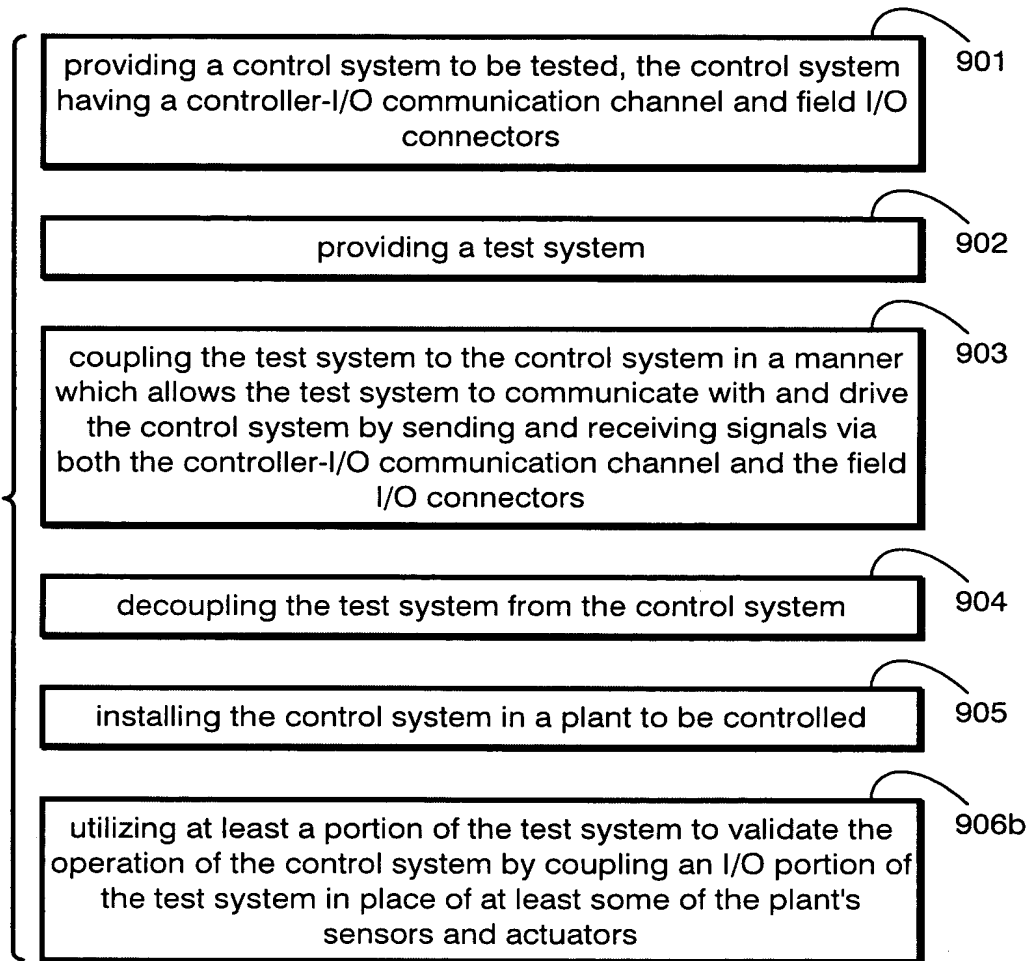 providing a control system to be tested, the control system
having a controller-I/O communication channel and field I/O
connectors
901
providing a test system
902
coupling the test system to the control system in a manner
which allows the test system to communicate with and drive
the control system by sending and receiving signals via
both the controller-I/O communication channel and the field
I/O connectors
903
decoupling the test system from the control system
904
installing the control system in a plant to be controlled
905
utilizing at least a portion of the test system to validate the
operation of the control system by coupling an I/O portion of
the test system in place of at least some of the plant's
sensors and actuators
906b